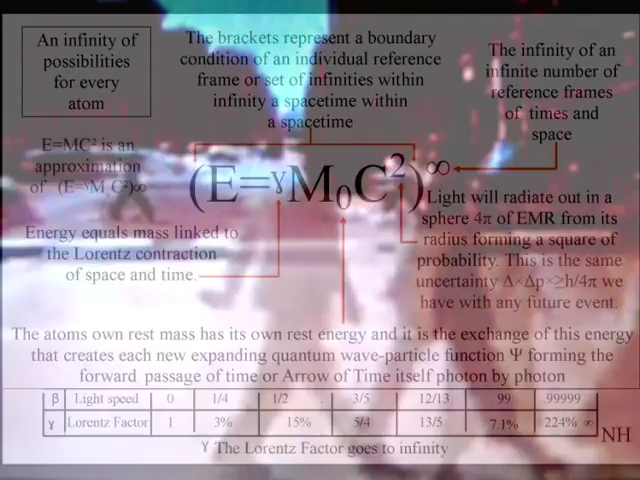 An infinity of
possibilities
for every
atom
The brackets represent a boundary
condition of an individual reference
frame or set of infinities within
infinity a spacetime within
a spacetime
The infinity of an
infinite number of
reference frames
of times and
space
E=MC² is an
approximation
of (E=ˠM C²)∞
(E=ˠM₀C²)∞
Energy equals mass linked to
the Lorentz contraction
of space and time.
Light will radiate out in a
sphere 4π of EMR from its
radius forming a square of
probability. This is the same
uncertainty Δ×Δp×≥h/4π we
have with any future event.
The atoms own rest mass has its own rest energy and it is the exchange of this energy
that creates each new expanding quantum wave-particle function Ψ forming the
forward passage of time or Arrow of Time itself photon by photon
β Light speed 0 1/4 1/2 3/5 12/13 99 99999
ɣ Lorentz Factor 1 3% 15% 5/4 13/5 7.1% 224% ∞
ɣ The Lorentz Factor goes to infinity
NH